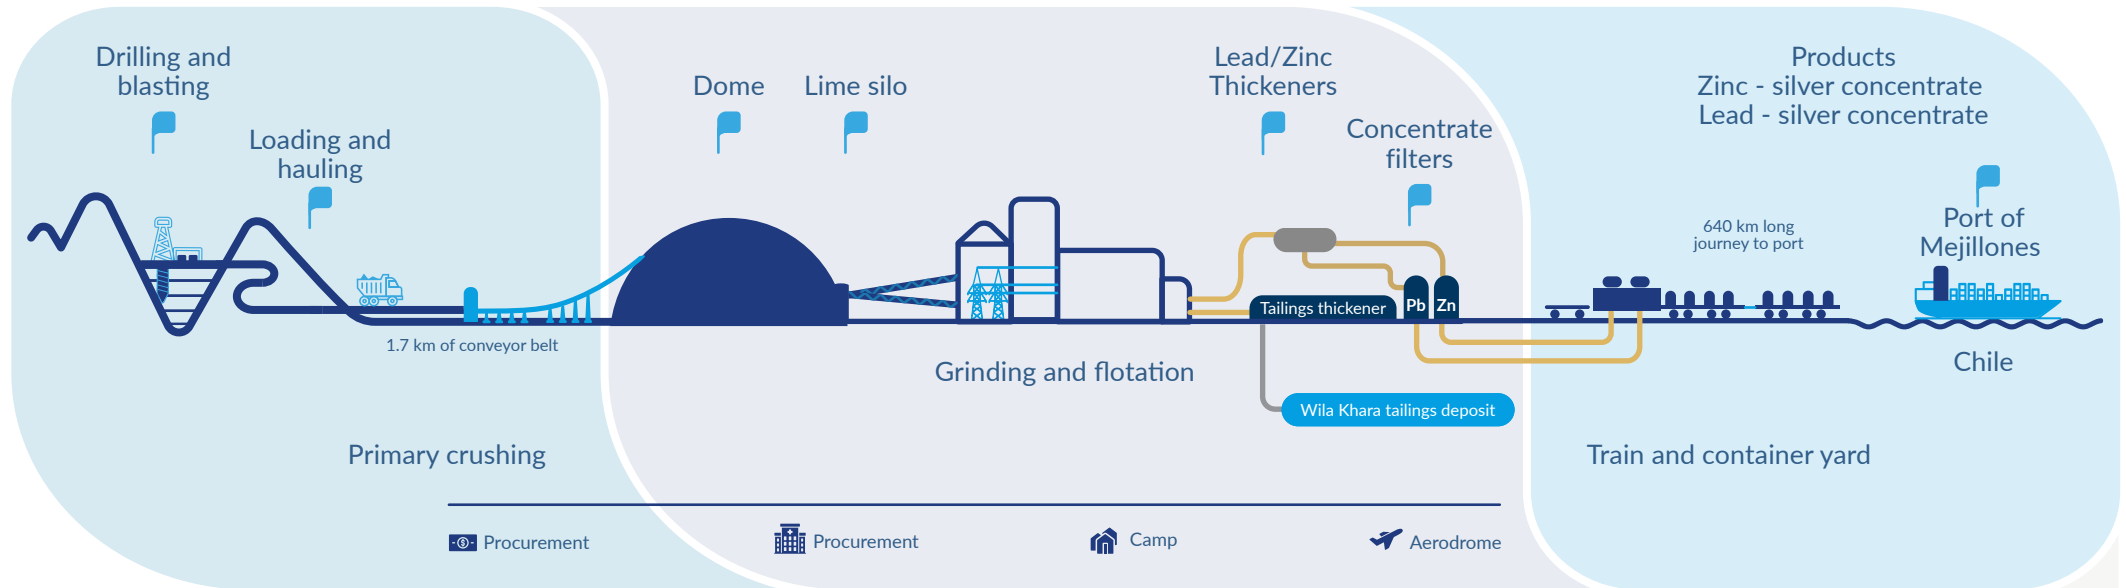 Drilling and
blasting
Loading and
hauling
1.7 km of conveyor belt
Primary crushing
Dome
Lime silo
Lead/Zinc
Thickeners
Concentrate
filters
Tailings thickener
Pb
Zn
Grinding and flotation
Wila Khara tailings deposit
Products
Zinc - silver concentrate
Lead - silver concentrate
640 km long
journey to port
Port of
Mejillones
Chile
Train and container yard
Procurement
Procurement
Camp
Aerodrome